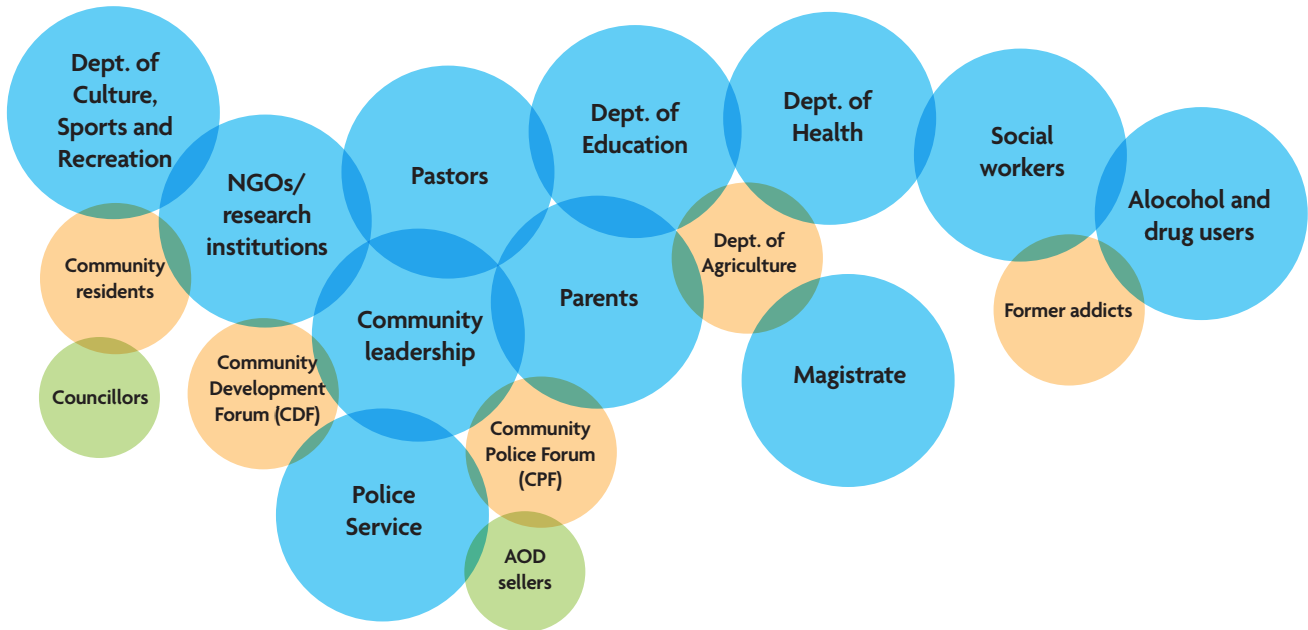 Dept. of
Culture,
Sports and
Recreation
NGOs/
research
institutions
Pastors
Dept. of
Education
Dept. of
Health
Social
workers
Alocohol and
drug users
Community
residents
Community
leadership
Parents
Dept. of
Agriculture
Former addicts
Councillors
Community
Development
Forum (CDF)
Community
Police Forum
(CPF)
Magistrate
Police
Service
AOD
sellers